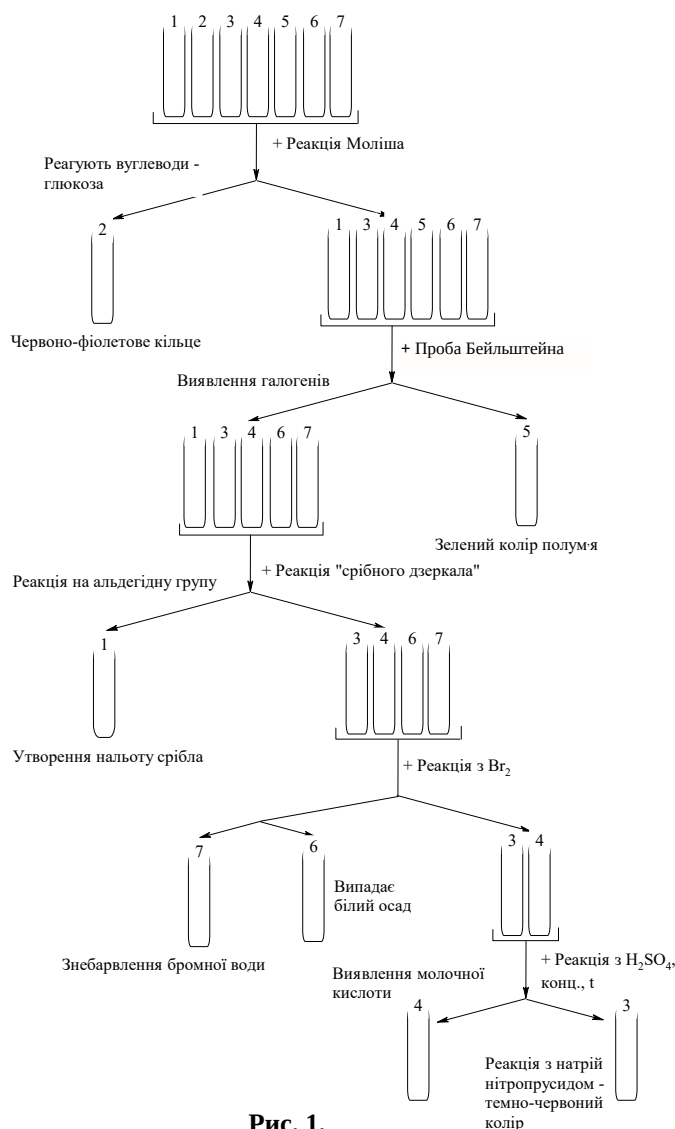 1 2 3 4 5 6 7
+ Реакція Моліша
Реагують вуглеводи -
глюкоза
2
1 3 4 5 6 7
Червоно-фіолетове кільце
+ Проба Бейльштейна
Виявлення галогенів
1 3 4 6 7
5
Зелений колір полум'я
+ Реакція "срібного дзеркала"
Реакція на альдегідну групу
1
3 4 6 7
Утворення нальоту срібла
+ Реакція з Br₂
7
6
3 4
Випадає
білий осад
Знебарвлення бромної води
+ Реакція з H₂SO₄,
конц., t
Виявлення молочної
кислоти
4
3
Реакція з натрій
нітропрусидом -
темно-червоний
колір
Рис. 1.